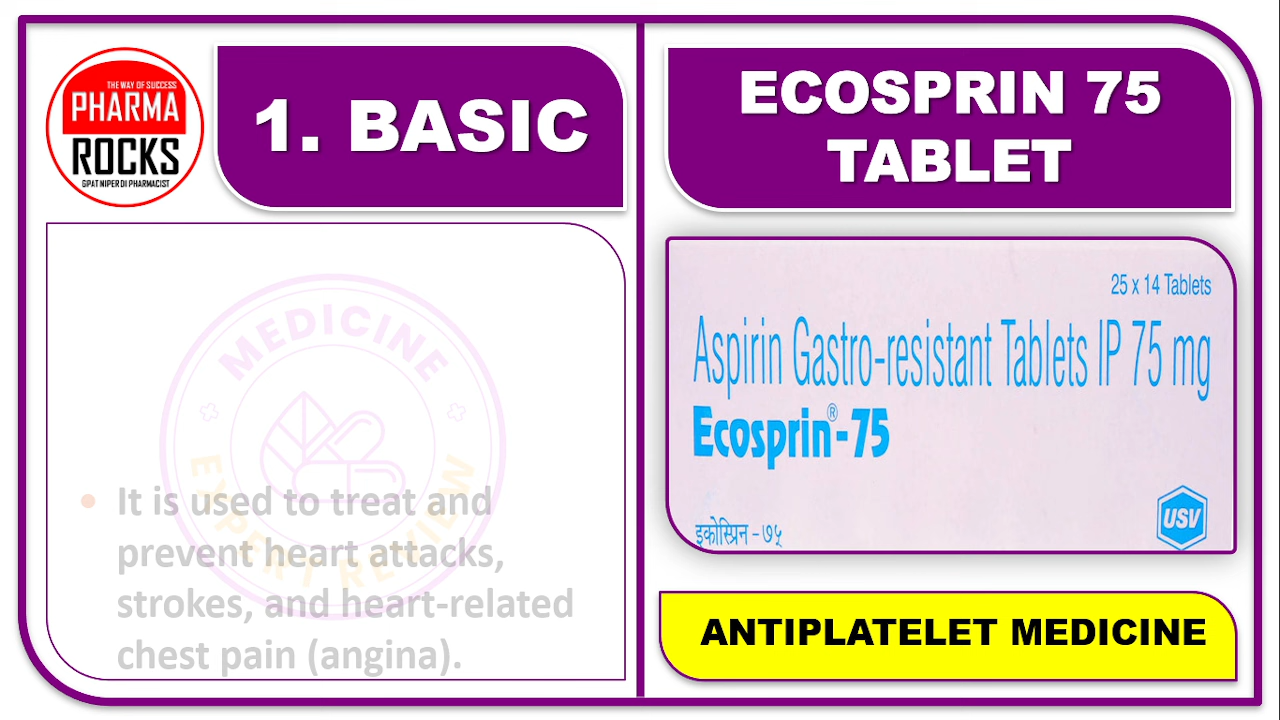 THE WAY OF SUCCESS
PHARMA
ROCKS
GPAT NIPER DI PHARMACIST
1. BASIC
MEDICINE
EXPERT REVIEW
• It is used to treat and
prevent heart attacks,
strokes, and heart-related
chest pain (angina).
ECOSPRIN 75
TABLET
25 x 14 Tablets
Aspirin Gastro-resistant Tablets IP 75 mg
Ecosprin®-75
इकोस्प्रिन - ७५
USV
ANTIPLATELET MEDICINE